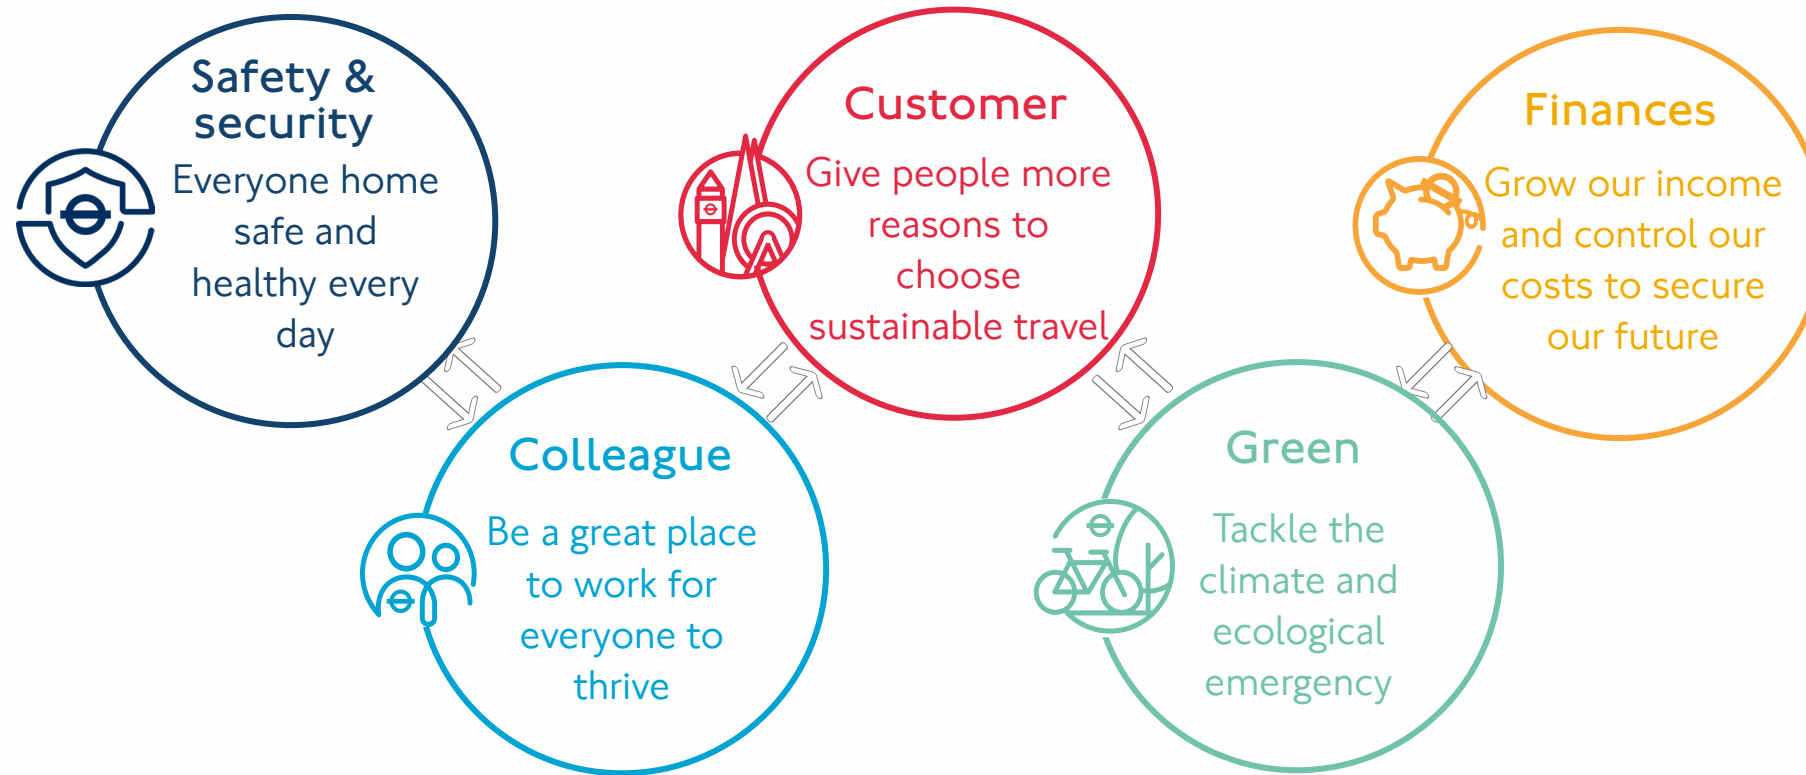 Safety &
security
Everyone home
safe and
healthy every
day
Colleague
Be a great place
to work for
everyone to
thrive
Customer
Give people more
reasons to
choose
sustainable travel
Green
Tackle the
climate and
ecological
emergency
Finances
Grow our income
and control our
costs to secure
our future